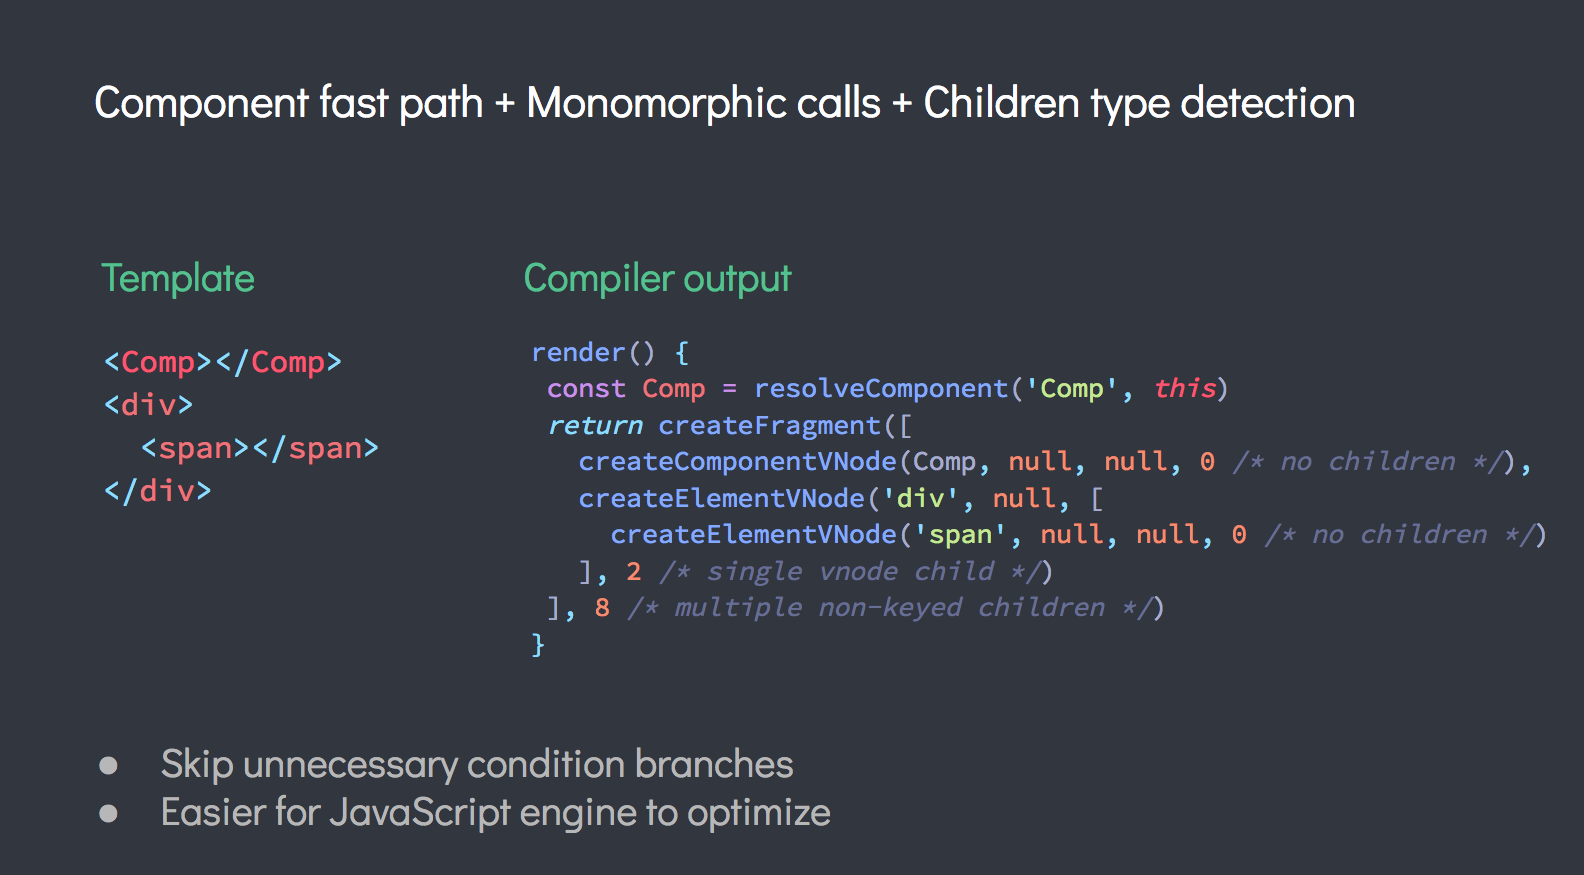 Component fast path + Monomorphic calls + Children type detection
Template
<Comp></Comp>
<div>
  <span></span>
</div>
Compiler output
render() {
 const Comp = resolveComponent('Comp', this)
 return createFragment([
   createComponentVNode(Comp, null, null, 0 /* no children */),
   createElementVNode('div', null, [
     createElementVNode('span', null, null, 0 /* no children */)
   ], 2 /* single vnode child */)
 ], 8 /* multiple non-keyed children */)
}
● Skip unnecessary condition branches
● Easier for JavaScript engine to optimize